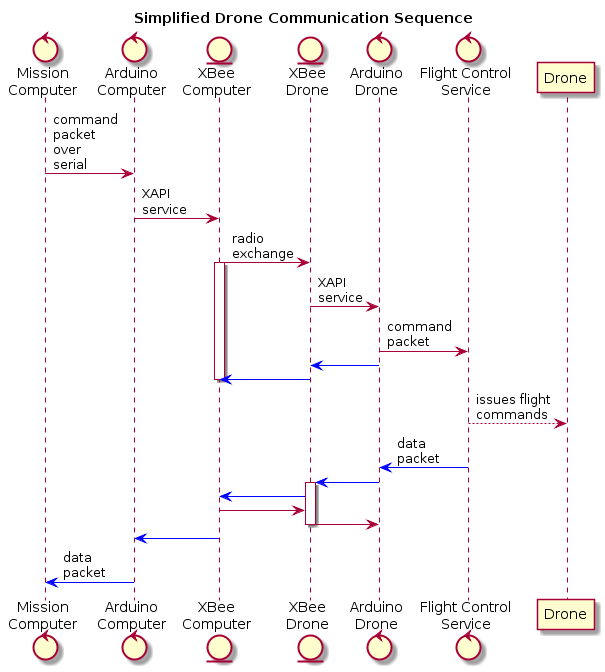 Simplified Drone Communication Sequence
Mission
Computer
Arduino
Computer
XBee
Computer
XBee
Drone
Arduino
Drone
Flight Control
Service
Drone
command
packet
over
serial
XAPI
service
radio
exchange
XAPI
service
command
packet
issues flight
commands
data
packet
data
packet
Mission
Computer
Arduino
Computer
XBee
Computer
XBee
Drone
Arduino
Drone
Flight Control
Service
Drone